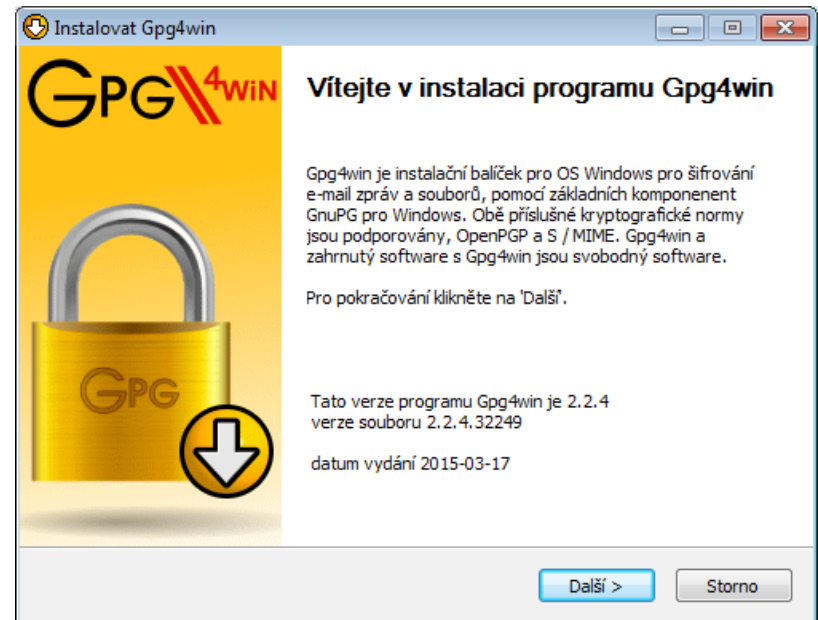 Instalovat Gpg4win
GPG4WiN
Vítejte v instalaci programu Gpg4win
Gpg4win je instalační balíček pro OS Windows pro šifrování
e-mail zpráv a souborů, pomocí základních komponenent
GnuPG pro Windows. Obě příslušné kryptografické normy
jsou podporovány, OpenPGP a S / MIME. Gpg4win a
zahrnutý software s Gpg4win jsou svobodný software.
Pro pokračování klikněte na 'Další'.
GPG
Tato verze programu Gpg4win je 2.2.4
verze souboru 2.2.4.32249
datum vydání 2015-03-17
Další >
Storno